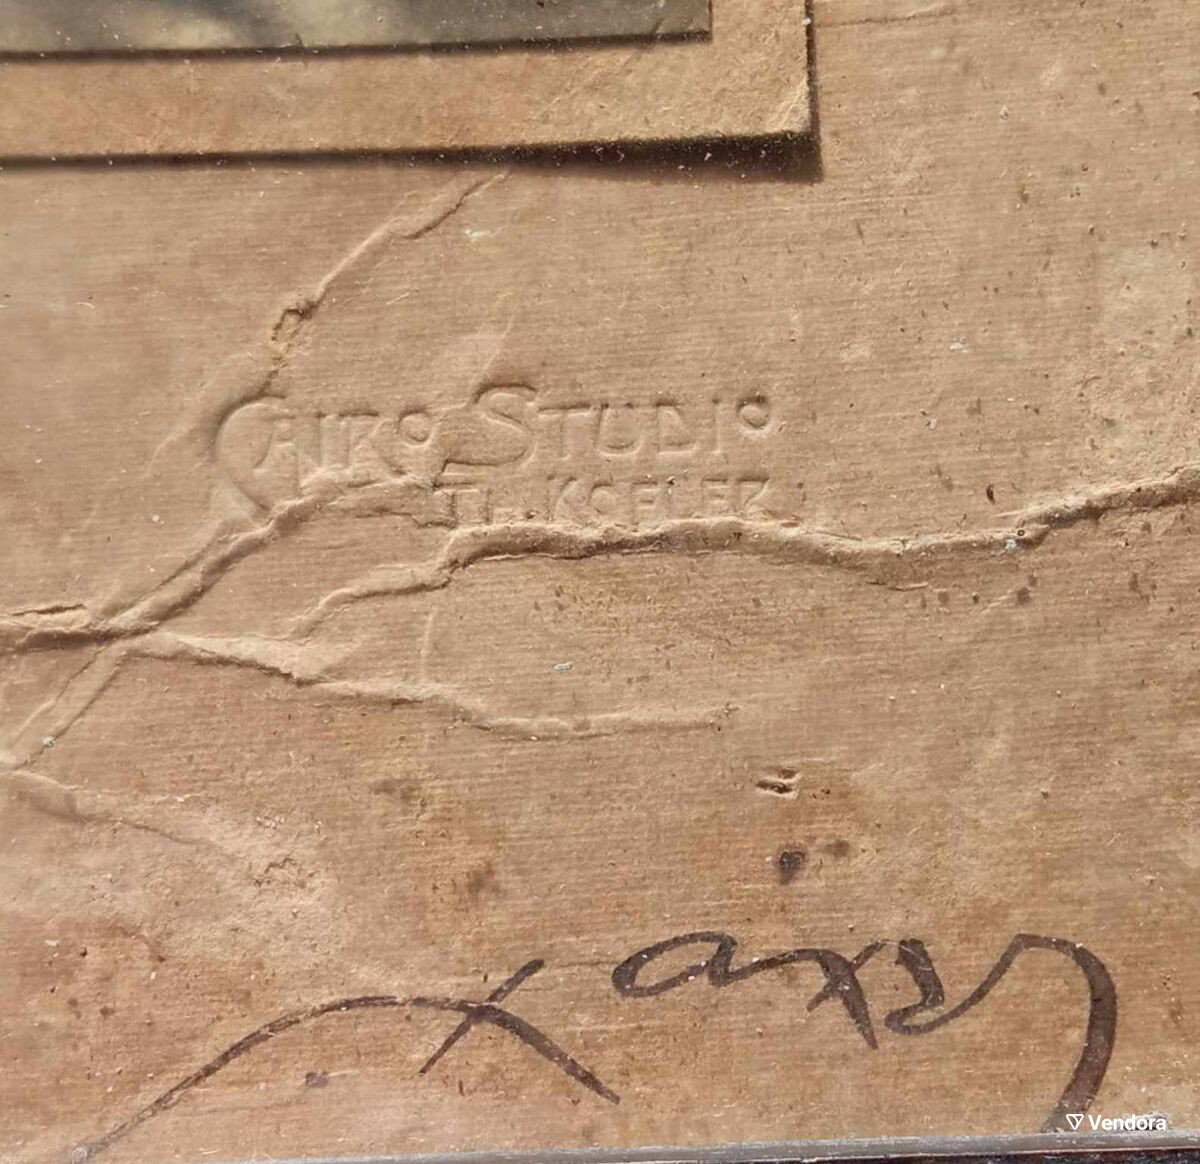 CAIRO STUDIO
TH. KOFLER
Vendora